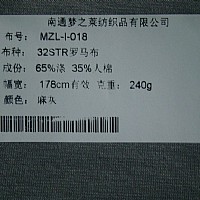 南通梦之莱纺织品有限公司
布号: MZL-I-018
布种: 32STR罗马布
成份: 65%涤 35%人棉
幅宽: 178cm有效 克重: 240g
颜色: 麻灰